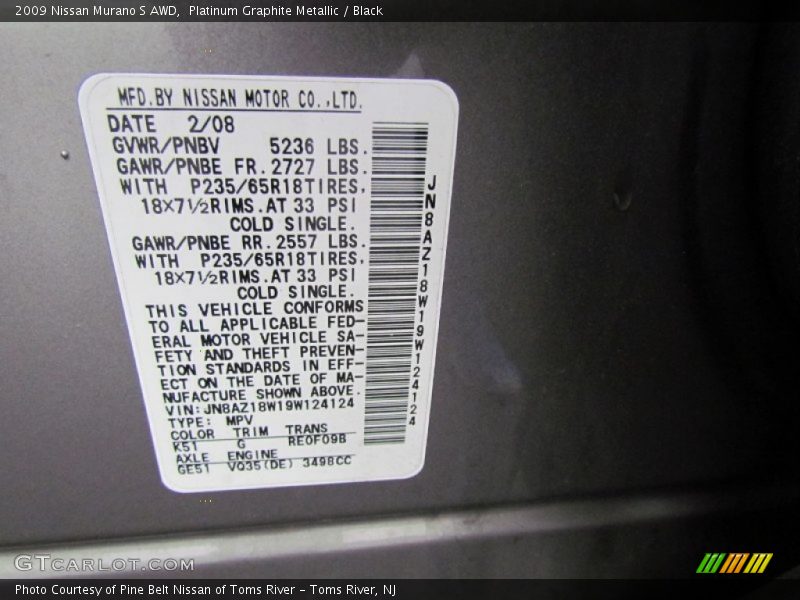 2009 Nissan Murano S AWD, Platinum Graphite Metallic / Black
MFD.BY NISSAN MOTOR CO.,LTD.
DATE 2/08
GVWR/PNBV 5236 LBS.
GAWR/PNBE FR. 2727 LBS.
WITH P235/65R18TIRES.
18X7½RIMS.AT 33 PSI
COLD SINGLE.
GAWR/PNBE RR. 2557 LBS.
WITH P235/65R18TIRES.
18X7½RIMS.AT 33 PSI
COLD SINGLE.
THIS VEHICLE CONFORMS
TO ALL APPLICABLE FED-
ERAL MOTOR VEHICLE SA-
FETY AND THEFT PREVEN-
TION STANDARDS IN EFF-
ECT ON THE DATE OF MA-
NUFACTURE SHOWN ABOVE.
VIN:JN8AZ18W19W124124
TYPE: MPV
COLOR TRIM TRANS
K51 G RE0F09B
AXLE ENGINE
GE51 VQ35(DE) 3498CC
JN8AZ18W19W124124
GTCARLOT.COM
Photo Courtesy of Pine Belt Nissan of Toms River – Toms River, NJ